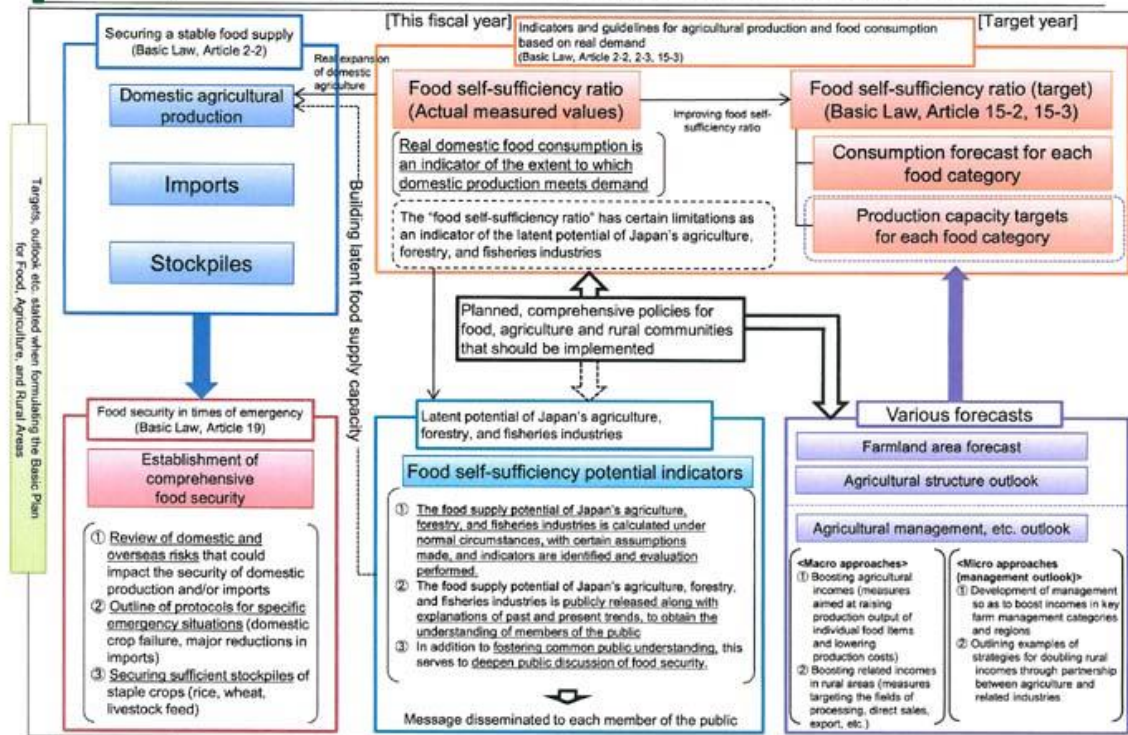 [This fiscal year]
[Target year]
Targets, outlook etc. stated when formulating the Basic Plan
for Food, Agriculture, and Rural Areas
Securing a stable food supply
(Basic Law, Article 2-2)
Domestic agricultural
production
Imports
Stockpiles
Real expansion
of domestic
agriculture
Building latent food supply capacity
Indicators and guidelines for agricultural production and food consumption
based on real demand
(Basic Law, Article 2-2, 2-3, 15-3)
Food self-sufficiency ratio
(Actual measured values)
Improving food self-
sufficiency ratio
Food self-sufficiency ratio (target)
(Basic Law, Article 15-2, 15-3)
Real domestic food consumption is
an indicator of the extent to which
domestic production meets demand
Consumption forecast for each
food category
The "food self-sufficiency ratio" has certain limitations as
an indicator of the latent potential of Japan's agriculture,
forestry, and fisheries industries
Production capacity targets
for each food category
Planned, comprehensive policies for
food, agriculture and rural communities
that should be implemented
Food security in times of emergency
(Basic Law, Article 19)
Establishment of
comprehensive
food security
① Review of domestic and
overseas risks that could
impact the security of domestic
production and/or imports
② Outline of protocols for specific
emergency situations (domestic
crop failure, major reductions in
imports)
③ Securing sufficient stockpiles of
staple crops (rice, wheat,
livestock feed)
Latent potential of Japan's agriculture,
forestry, and fisheries industries
Food self-sufficiency potential indicators
① The food supply potential of Japan's agriculture,
forestry, and fisheries industries is calculated under
normal circumstances, with certain assumptions
made, and indicators are identified and evaluation
performed.
② The food supply potential of Japan's agriculture, forestry,
and fisheries industries is publicly released along with
explanations of past and present trends, to obtain the
understanding of members of the public
③ In addition to fostering common public understanding, this
serves to deepen public discussion of food security.
Message disseminated to each member of the public
Various forecasts
Farmland area forecast
Agricultural structure outlook
Agricultural management, etc. outlook
<Macro approaches>
① Boosting agricultural
incomes (measures
aimed at raising
production output of
individual food items
and lowering
production costs)
② Boosting related incomes
in rural areas (measures
targeting the fields of
processing, direct sales,
export, etc.)
<Micro approaches
(management outlook)>
① Development of management
so as to boost incomes in key
farm management categories
and regions
② Outlining examples of
strategies for doubling rural
incomes through partnership
between agriculture and
related industries